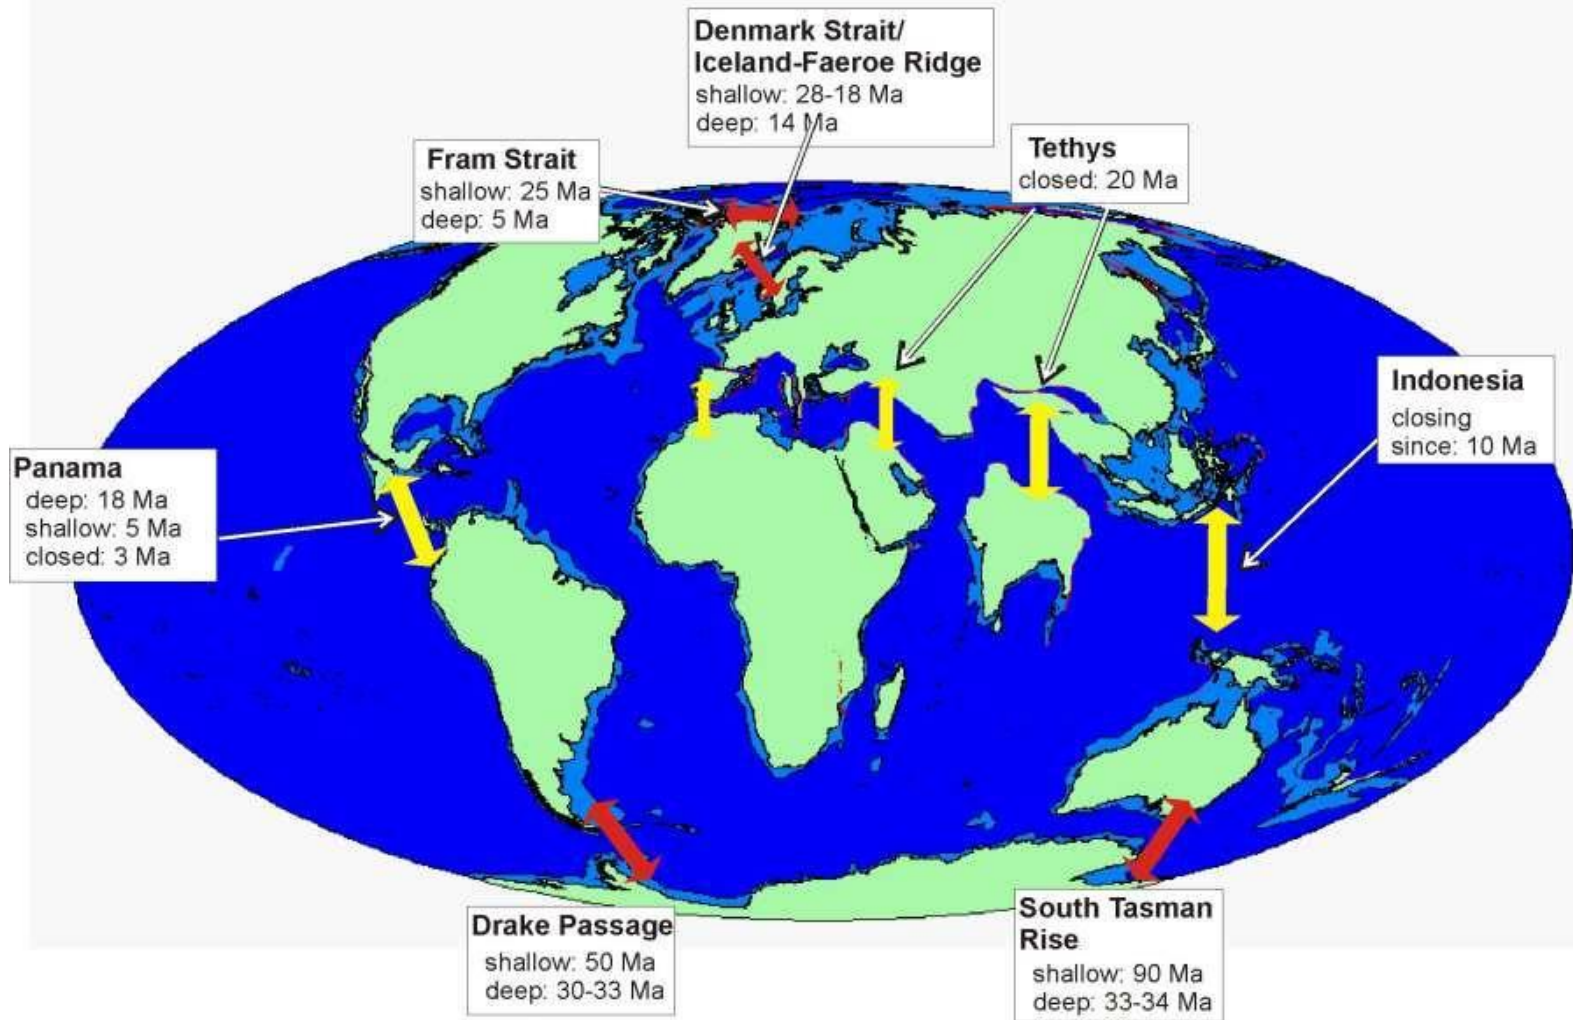 Denmark Strait/
Iceland-Faeroe Ridge
shallow: 28-18 Ma
deep: 14 Ma
Fram Strait
shallow: 25 Ma
deep: 5 Ma
Tethys
closed: 20 Ma
Indonesia
closing
since: 10 Ma
Panama
deep: 18 Ma
shallow: 5 Ma
closed: 3 Ma
Drake Passage
shallow: 50 Ma
deep: 30-33 Ma
South Tasman
Rise
shallow: 90 Ma
deep: 33-34 Ma